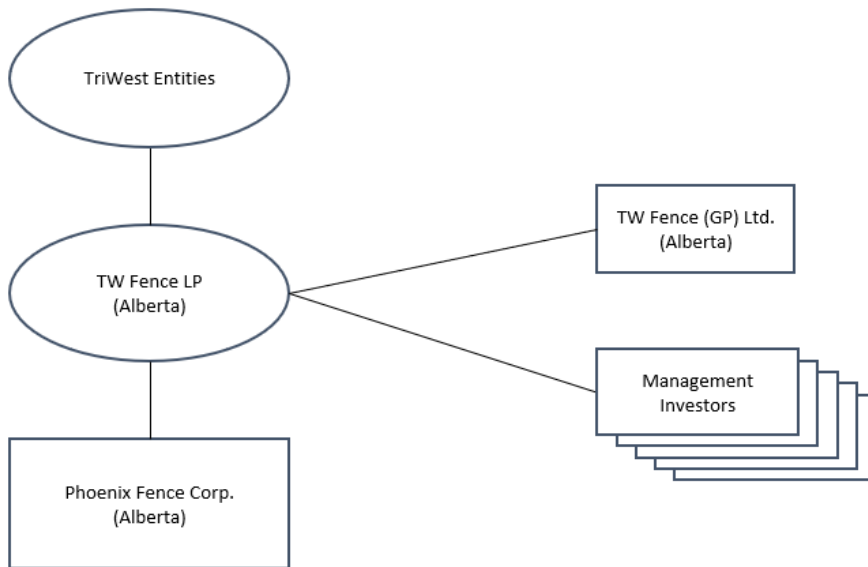 TriWest Entities
TW Fence (GP) Ltd.
(Alberta)
TW Fence LP
(Alberta)
Management
Investors
Phoenix Fence Corp.
(Alberta)